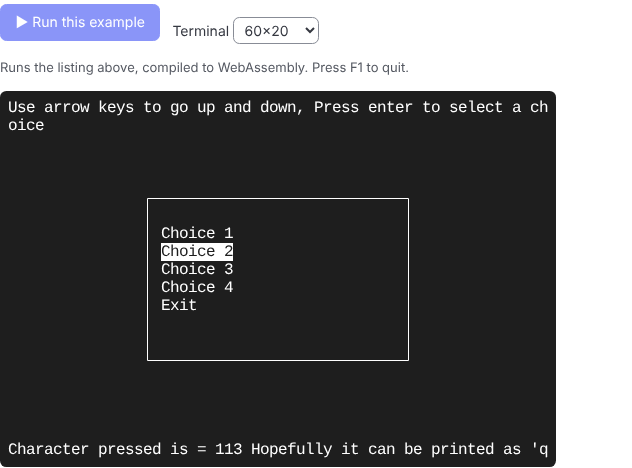 ▶ Run this example
Terminal 60×20
Runs the listing above, compiled to WebAssembly. Press F1 to quit.
Use arrow keys to go up and down, Press enter to select a ch
oice
Choice 1
Choice 2
Choice 3
Choice 4
Exit
Character pressed is = 113 Hopefully it can be printed as 'q